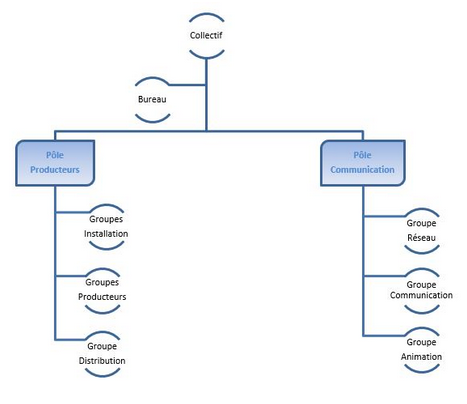 Collectif
Bureau
Pôle
Producteurs
Pôle
Communication
Groupes
Installation
Groupes
Producteurs
Groupe
Distribution
Groupe
Réseau
Groupe
Communication
Groupe
Animation